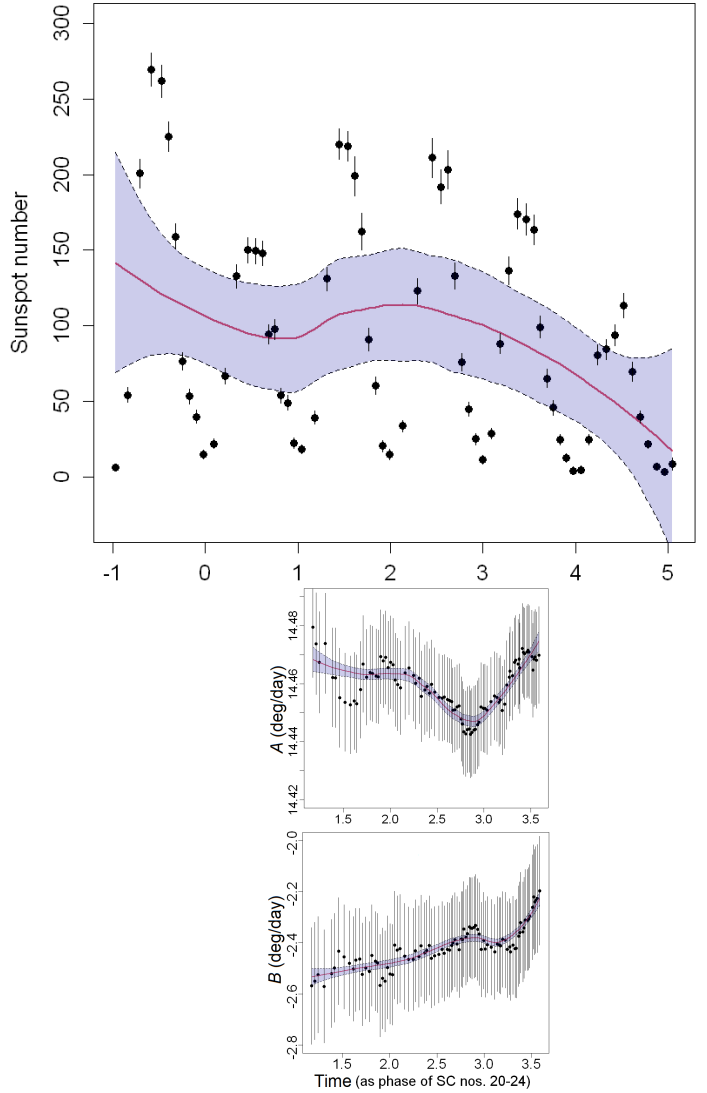 300
250
200
150
100
50
0
Sunspot number
-1 0 1 2 3 4 5
14.48
14.46
14.44
14.42
A (deg/day)
1.5 2.0 2.5 3.0 3.5
-2.0
-2.2
-2.4
-2.6
-2.8
B (deg/day)
1.5 2.0 2.5 3.0 3.5
Time (as phase of SC nos. 20-24)